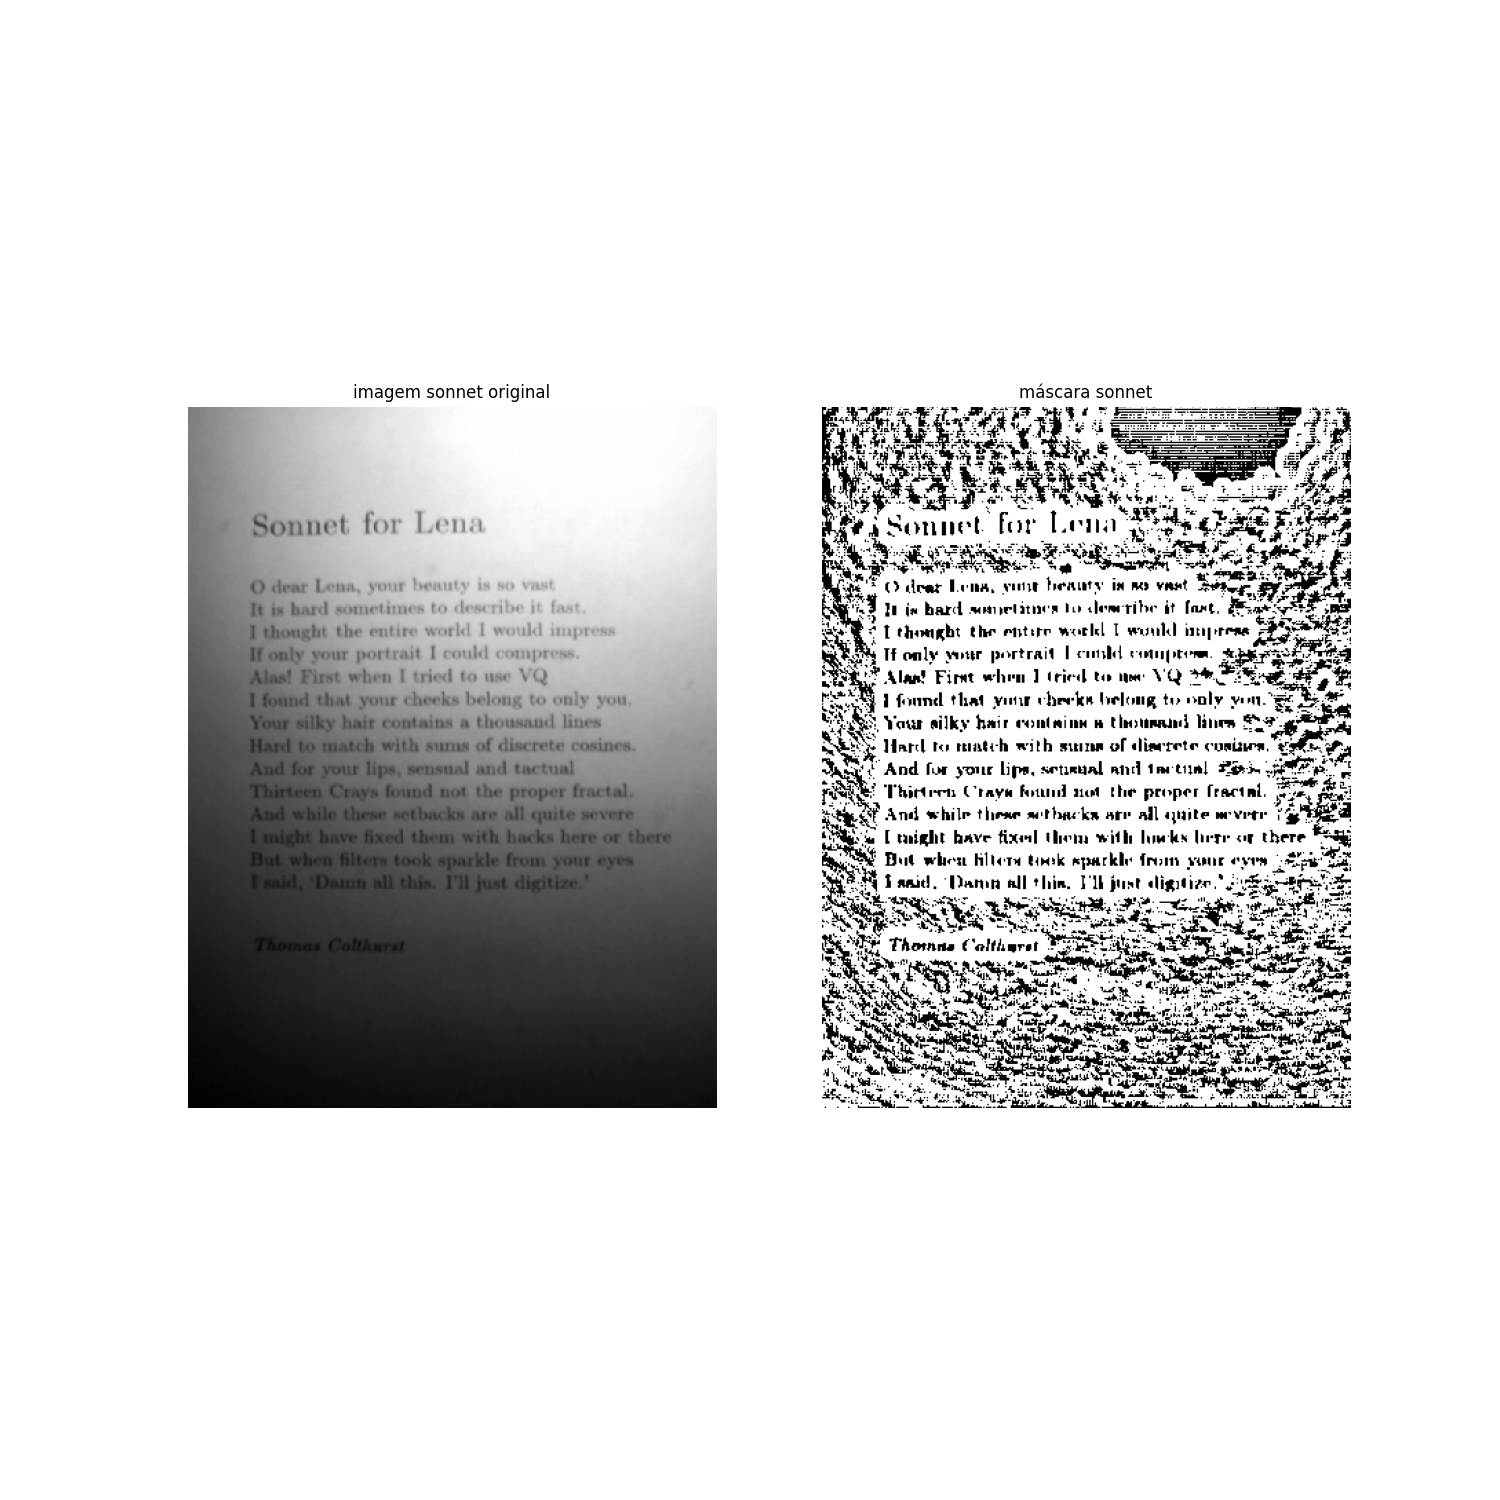 imagem sonnet original
Sonnet for Lena
O dear Lena, your beauty is so vast
It is hard sometimes to describe it fast.
I thought the entire world I would impress
If only your portrait I could compress.
Alas! First when I tried to use VQ
I found that your cheeks belong to only you.
Your silky hair contains a thousand lines
Hard to match with sums of discrete cosines.
And for your lips, sensual and tactual
Thirteen Crays found not the proper fractal.
And while these setbacks are all quite severe
I might have fixed them with hacks here or there
But when filters took sparkle from your eyes
I said, ‘Damn all this. I’ll just digitize.’
Thomas Colthurst
máscara sonnet
Sonnet for Lena
O dear Lena, your beauty is so vast
It is hard sometimes to describe it fast.
I thought the entire world I would impress
If only your portrait I could compress.
Alas! First when I tried to use VQ
I found that your cheeks belong to only you.
Your silky hair contains a thousand lines
Hard to match with sums of discrete cosines.
And for your lips, sensual and tactual
Thirteen Crays found not the proper fractal.
And while these setbacks are all quite severe
I might have fixed them with hacks here or there
But when filters took sparkle from your eyes
I said, ‘Damn all this. I’ll just digitize.’
Thomas Colthurst